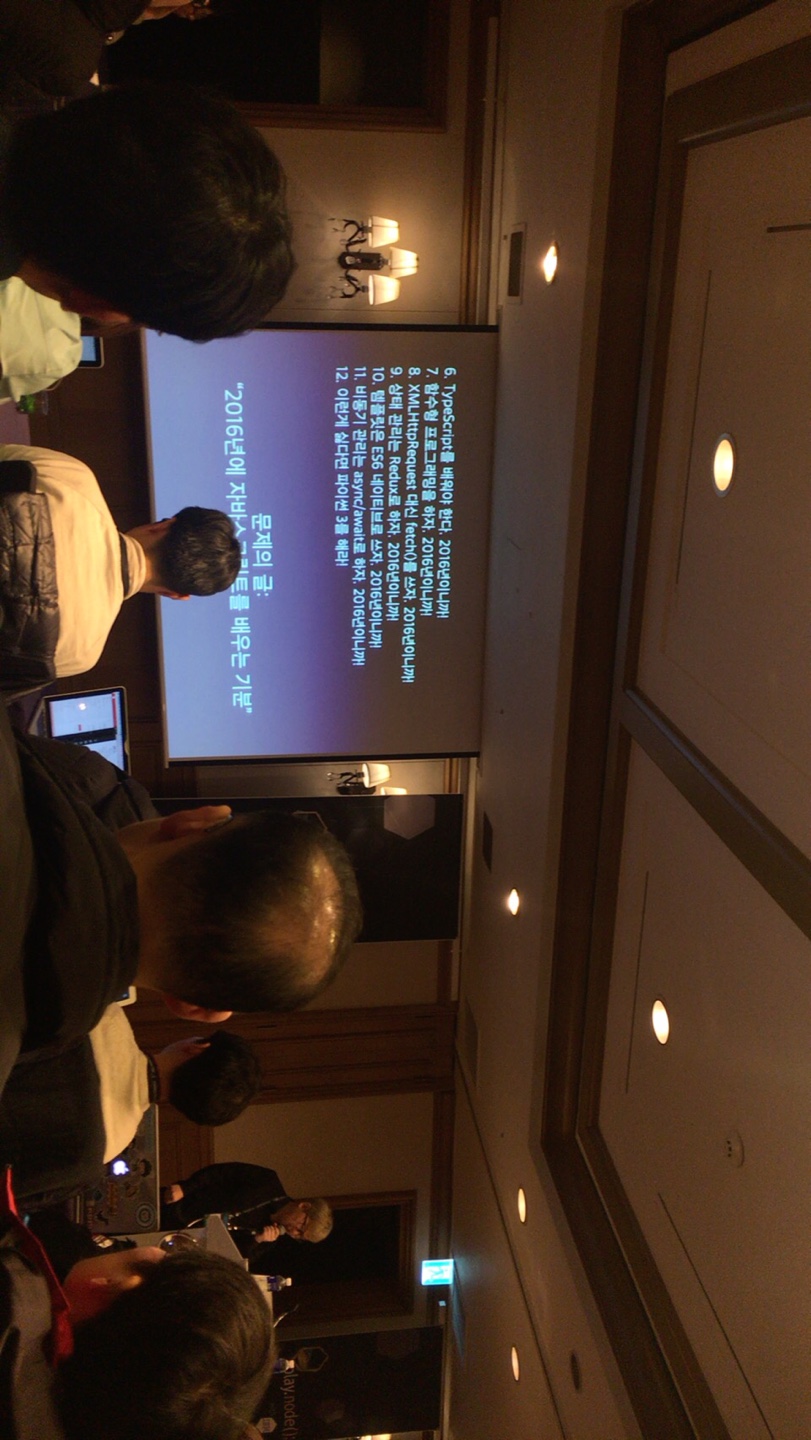 6. TypeScript를 배워야 한다, 2016년이니까!
7. 함수형 프로그래밍을 하자, 2016년이니까!
8. XMLHttpRequest 대신 fetch()를 쓰자, 2016년이니까!
9. 상태 관리는 Redux로 하자, 2016년이니까!
10. 템플릿은 ES6 네이티브로 쓰자, 2016년이니까!
11. 비동기 관리는 async/await로 하자, 2016년이니까!
12. 이런게 싫다면 파이썬 3을 해라!
문제의 글:
"2016년에 자바스크립트를 배우는 기분"
play.node()